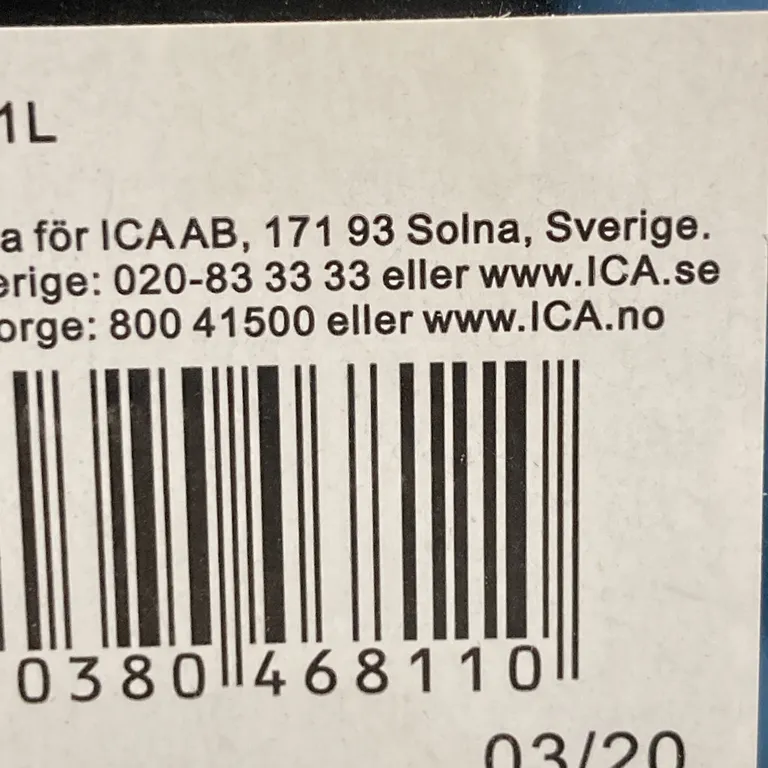 1L
a för ICA AB, 171 93 Solna, Sverige.
erige: 020-83 33 33 eller www.ICA.se
orge: 800 41500 eller www.ICA.no
0380 468110
03/20